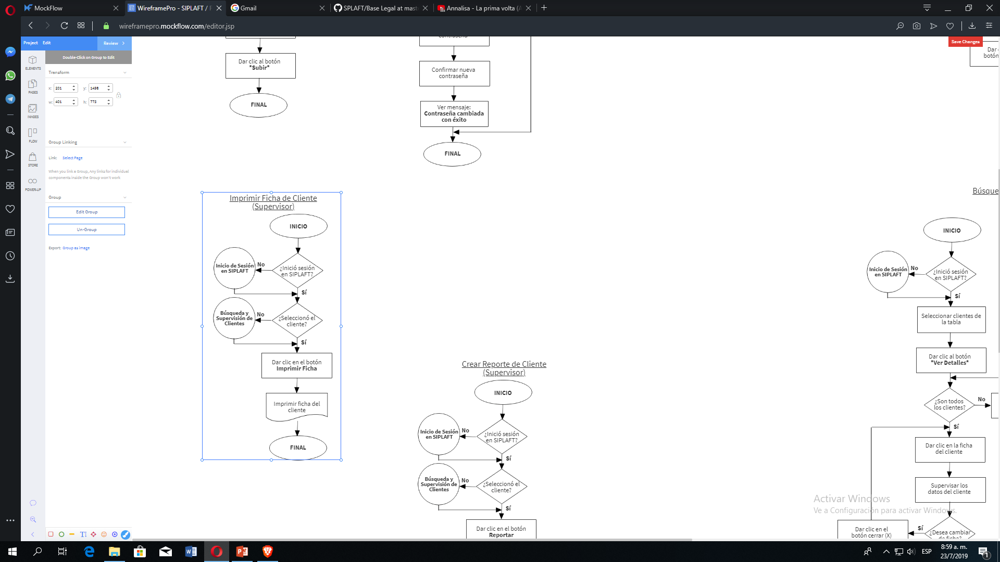 MockFlow
WireframePro - SIPLAFT / F
Gmail
SPLAFT/Base Legal at mast
Annalisa - La prima volta (A
wireframepro.mockflow.com/editor.jsp
Project
Edit
Review
Save Changes
Double-Click on Group to Edit
ELEMENTS
PAGES
IMAGES
FLOW
STORE
POWER-UP
Transform
x: 201
y: 1498
w: 401
h: 773
Group Linking
Link: Select Page
When you link a Group, Any links for individual
components inside the Group won't work
Group
Edit Group
Un-Group
Export: Group as image
Dar clic al botón
*Subir*
FINAL
contraseña
Confirmar nueva
contraseña
Ver mensaje:
Contraseña cambiada
con éxito
FINAL
Dar
botón
Imprimir Ficha de Cliente
(Supervisor)
INICIO
Inicio de Sesión
en SIPLAFT
No
¿Inició sesión
en SIPLAFT?
Sí
Búsqueda y
Supervisión de
Clientes
No
¿Seleccionó el
cliente?
Sí
Dar clic en el botón
Imprimir Ficha
Imprimir ficha del
cliente
FINAL
Crear Reporte de Cliente
(Supervisor)
INICIO
Inicio de Sesión
en SIPLAFT
No
¿Inició sesión
en SIPLAFT?
Sí
Búsqueda y
Supervisión de
Clientes
No
¿Seleccionó el
cliente?
Sí
Dar clic en el botón
Reportar
Búsque
INICIO
Inicio de Sesión
en SIPLAFT
No
¿Inició sesión
en SIPLAFT?
Sí
Seleccionar clientes de
la tabla
Dar clic al botón
*Ver Detalles*
¿Son todos
los clientes?
No
Sí
Dar clic en la ficha
del cliente
Supervisar los
datos del cliente
¿Desea cambiar
de ficha?
Sí
Dar clic en el
botón cerrar (X)
Activar Windows
Ve a Configuración para activar Windows.
TI
ESP
8:59 a. m.
23/7/2019
1